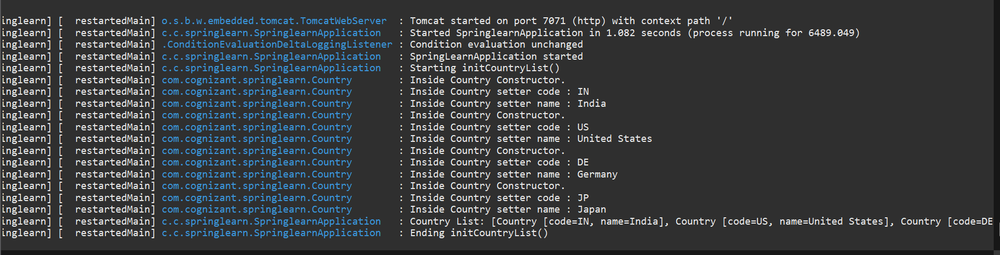 inglearn] [  restartedMain] o.s.b.w.embedded.tomcat.TomcatWebServer  : Tomcat started on port 7071 (http) with context path '/'
inglearn] [  restartedMain] c.c.springlearn.SpringlearnApplication   : Started SpringlearnApplication in 1.082 seconds (process running for 6489.049)
inglearn] [  restartedMain] .ConditionEvaluationDeltaLoggingListener : Condition evaluation unchanged
inglearn] [  restartedMain] c.c.springlearn.SpringlearnApplication   : SpringLearnApplication started
inglearn] [  restartedMain] c.c.springlearn.SpringlearnApplication   : Starting initCountryList()
inglearn] [  restartedMain] com.cognizant.springlearn.Country        : Inside Country Constructor.
inglearn] [  restartedMain] com.cognizant.springlearn.Country        : Inside Country setter code : IN
inglearn] [  restartedMain] com.cognizant.springlearn.Country        : Inside Country setter name : India
inglearn] [  restartedMain] com.cognizant.springlearn.Country        : Inside Country Constructor.
inglearn] [  restartedMain] com.cognizant.springlearn.Country        : Inside Country setter code : US
inglearn] [  restartedMain] com.cognizant.springlearn.Country        : Inside Country setter name : United States
inglearn] [  restartedMain] com.cognizant.springlearn.Country        : Inside Country Constructor.
inglearn] [  restartedMain] com.cognizant.springlearn.Country        : Inside Country setter code : DE
inglearn] [  restartedMain] com.cognizant.springlearn.Country        : Inside Country setter name : Germany
inglearn] [  restartedMain] com.cognizant.springlearn.Country        : Inside Country Constructor.
inglearn] [  restartedMain] com.cognizant.springlearn.Country        : Inside Country setter code : JP
inglearn] [  restartedMain] com.cognizant.springlearn.Country        : Inside Country setter name : Japan
inglearn] [  restartedMain] c.c.springlearn.SpringlearnApplication   : Country List: [Country [code=IN, name=India], Country [code=US, name=United States], Country [code=DE
inglearn] [  restartedMain] c.c.springlearn.SpringlearnApplication   : Ending initCountryList()